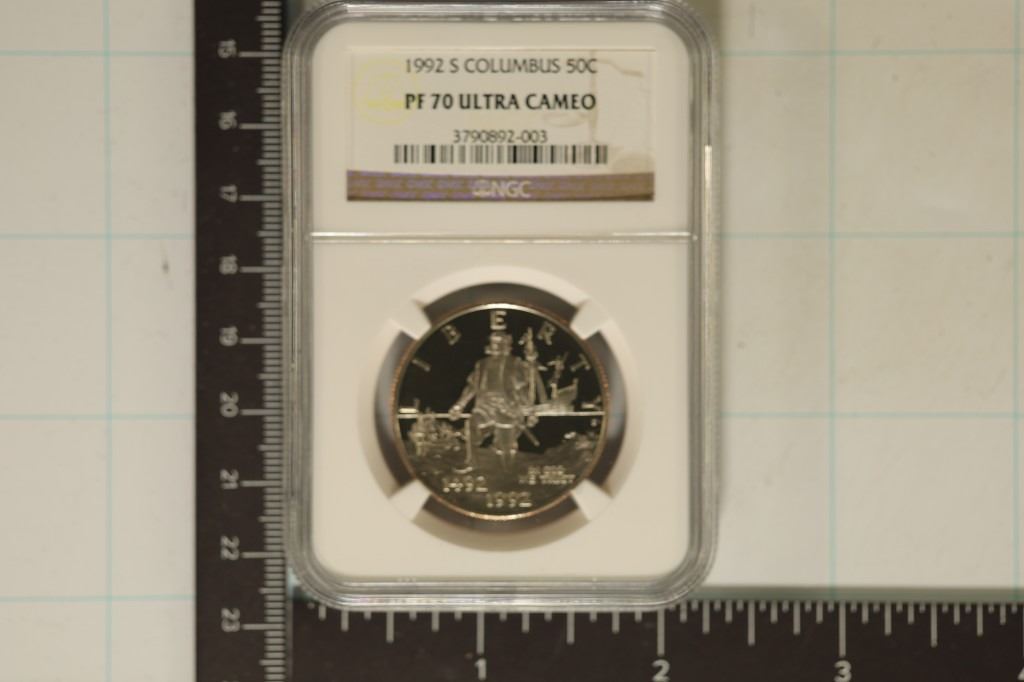 1992 S COLUMBUS 50C
PF 70 ULTRA CAMEO
3790892-003
NGC
LIBERTY
IN GOD
WE TRUST
1492
1992
15
16
17
18
19
20
21
22
23
1
2
3